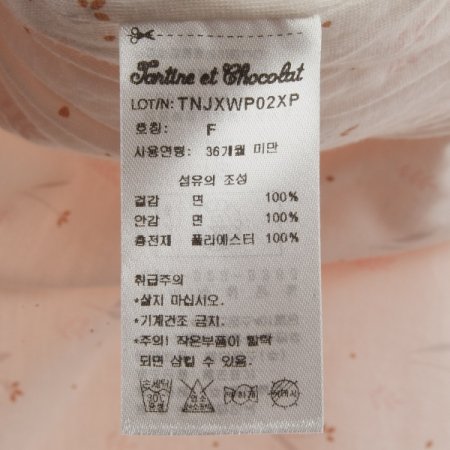 Tartine et Chocolat
LOT/N: TNJXWP02XP
호칭: F
사용연령: 36개월 미만
섬유의 조성
겉감 면 100%
안감 면 100%
충전재 폴리에스터 100%
취급주의
*삶지 마십시오.
*기계건조 금지.
*주의! 작은부품이 탈락
되면 삼킬 수 있음.
30℃